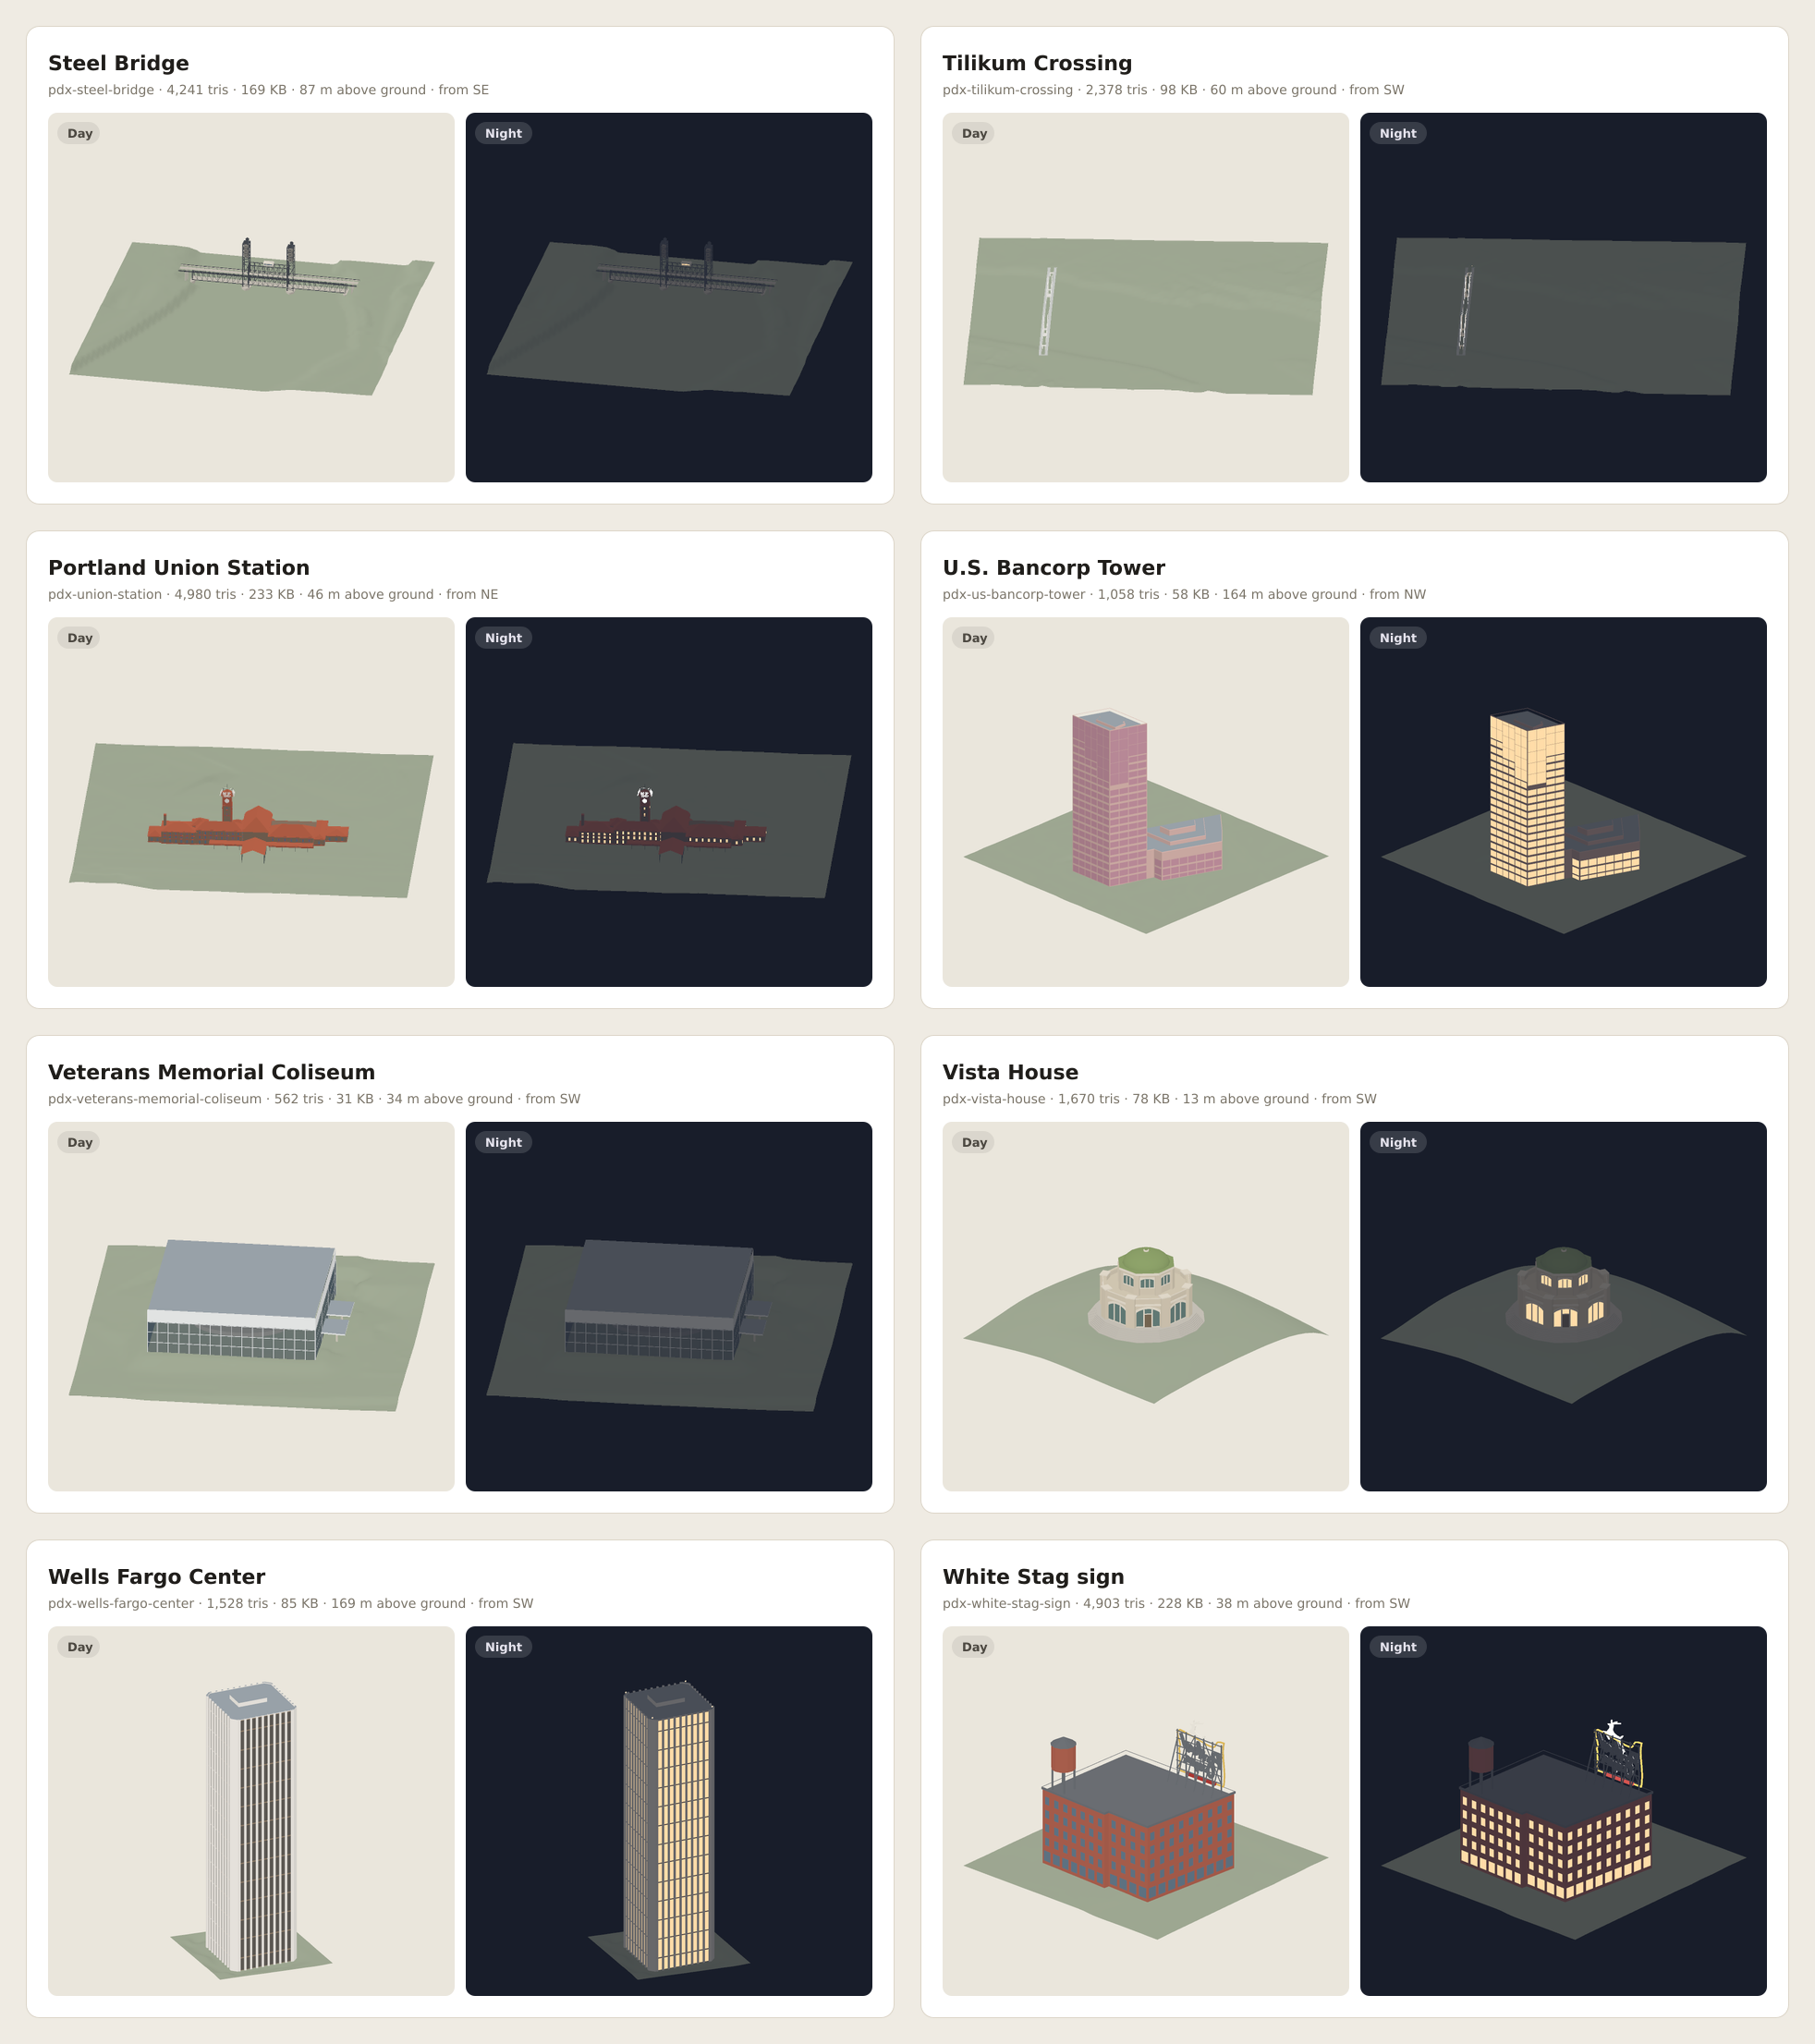 Steel Bridge
pdx-steel-bridge · 4,241 tris · 169 KB · 87 m above ground · from SE
Day
Night
Tilikum Crossing
pdx-tilikum-crossing · 2,378 tris · 98 KB · 60 m above ground · from SW
Day
Night
Portland Union Station
pdx-union-station · 4,980 tris · 233 KB · 46 m above ground · from NE
Day
Night
U.S. Bancorp Tower
pdx-us-bancorp-tower · 1,058 tris · 58 KB · 164 m above ground · from NW
Day
Night
Veterans Memorial Coliseum
pdx-veterans-memorial-coliseum · 562 tris · 31 KB · 34 m above ground · from SW
Day
Night
Vista House
pdx-vista-house · 1,670 tris · 78 KB · 13 m above ground · from SW
Day
Night
Wells Fargo Center
pdx-wells-fargo-center · 1,528 tris · 85 KB · 169 m above ground · from SW
Day
Night
White Stag sign
pdx-white-stag-sign · 4,903 tris · 228 KB · 38 m above ground · from SW
Day
Night